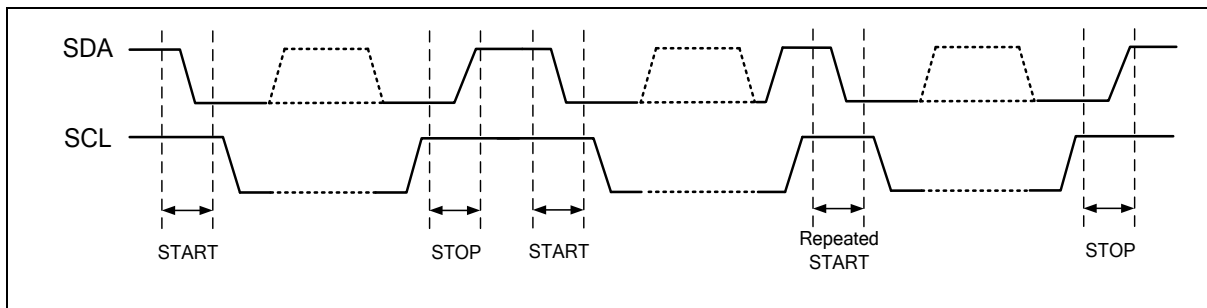 SDA
SCL
START
STOP
START
Repeated
START
STOP